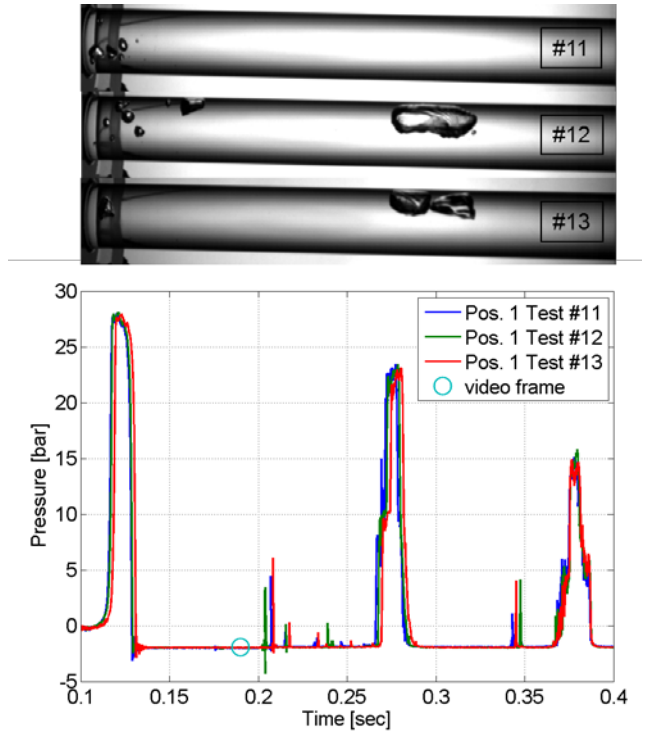 #11
#12
#13
30
25
20
15
10
5
0
-5
Pressure [bar]
Pos. 1 Test #11
Pos. 1 Test #12
Pos. 1 Test #13
video frame
0.1 0.15 0.2 0.25 0.3 0.35 0.4
Time [sec]